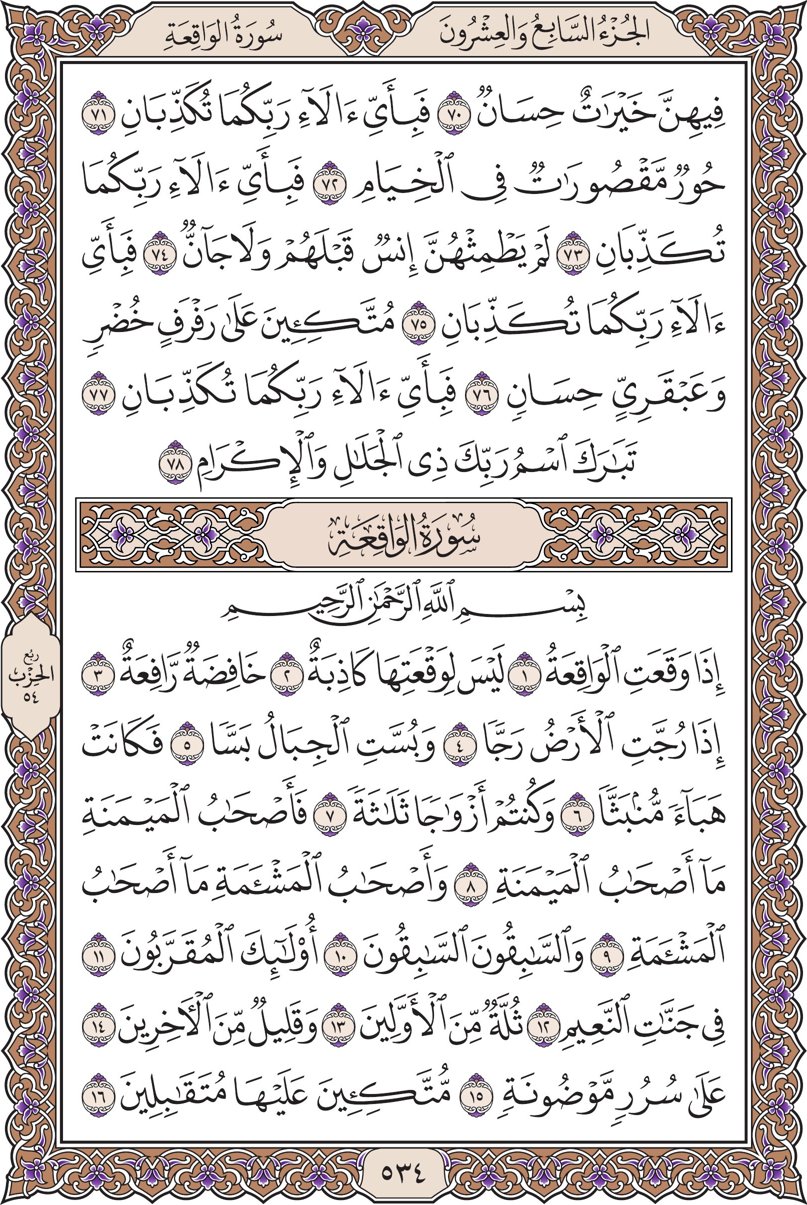 الجُزْءُ السَّابِعُ وَالعِشْرُونَ
سُورَةُ الوَاقِعَةِ
فِيهِنَّ خَيْرَٰتٌ حِسَانٌ ٧٠ فَبِأَيِّ ءَالَآءِ رَبِّكُمَا تُكَذِّبَانِ ٧١
حُورٌ مَّقْصُورَٰتٌ فِي ٱلْخِيَامِ ٧٢ فَبِأَيِّ ءَالَآءِ رَبِّكُمَا
تُكَذِّبَانِ ٧٣ لَمْ يَطْمِثْهُنَّ إِنسٌ قَبْلَهُمْ وَلَا جَآنٌّ ٧٤ فَبِأَيِّ
ءَالَآءِ رَبِّكُمَا تُكَذِّبَانِ ٧٥ مُتَّكِـِٔينَ عَلَىٰ رَفْرَفٍ خُضْرٍ
وَعَبْقَرِيٍّ حِسَانٍ ٧٦ فَبِأَيِّ ءَالَآءِ رَبِّكُمَا تُكَذِّبَانِ ٧٧
تَبَٰرَكَ ٱسْمُ رَبِّكَ ذِي ٱلْجَلَٰلِ وَٱلْإِكْرَامِ ٧٨
سُورَةُ الوَاقِعَةِ
بِسْمِ ٱللَّهِ ٱلرَّحْمَٰنِ ٱلرَّحِيمِ
إِذَا وَقَعَتِ ٱلْوَاقِعَةُ ١ لَيْسَ لِوَقْعَتِهَا كَاذِبَةٌ ٢ خَافِضَةٌ رَّافِعَةٌ ٣
إِذَا رُجَّتِ ٱلْأَرْضُ رَجًّا ٤ وَبُسَّتِ ٱلْجِبَالُ بَسًّا ٥ فَكَانَتْ
هَبَآءً مُّنۢبَثًّا ٦ وَكُنتُمْ أَزْوَٰجًا ثَلَٰثَةً ٧ فَأَصْحَٰبُ ٱلْمَيْمَنَةِ
مَآ أَصْحَٰبُ ٱلْمَيْمَنَةِ ٨ وَأَصْحَٰبُ ٱلْمَشْـَٔمَةِ مَآ أَصْحَٰبُ
ٱلْمَشْـَٔمَةِ ٩ وَٱلسَّٰبِقُونَ ٱلسَّٰبِقُونَ ١٠ أُوْلَٰٓئِكَ ٱلْمُقَرَّبُونَ ١١
فِي جَنَّٰتِ ٱلنَّعِيمِ ١٢ ثُلَّةٌ مِّنَ ٱلْأَوَّلِينَ ١٣ وَقَلِيلٌ مِّنَ ٱلْأَخِرِينَ ١٤
عَلَىٰ سُرُرٍ مَّوْضُونَةٍ ١٥ مُّتَّكِـِٔينَ عَلَيْهَا مُتَقَٰبِلِينَ ١٦
رُبْع
الحِزْب
٥٤
٥٣٤